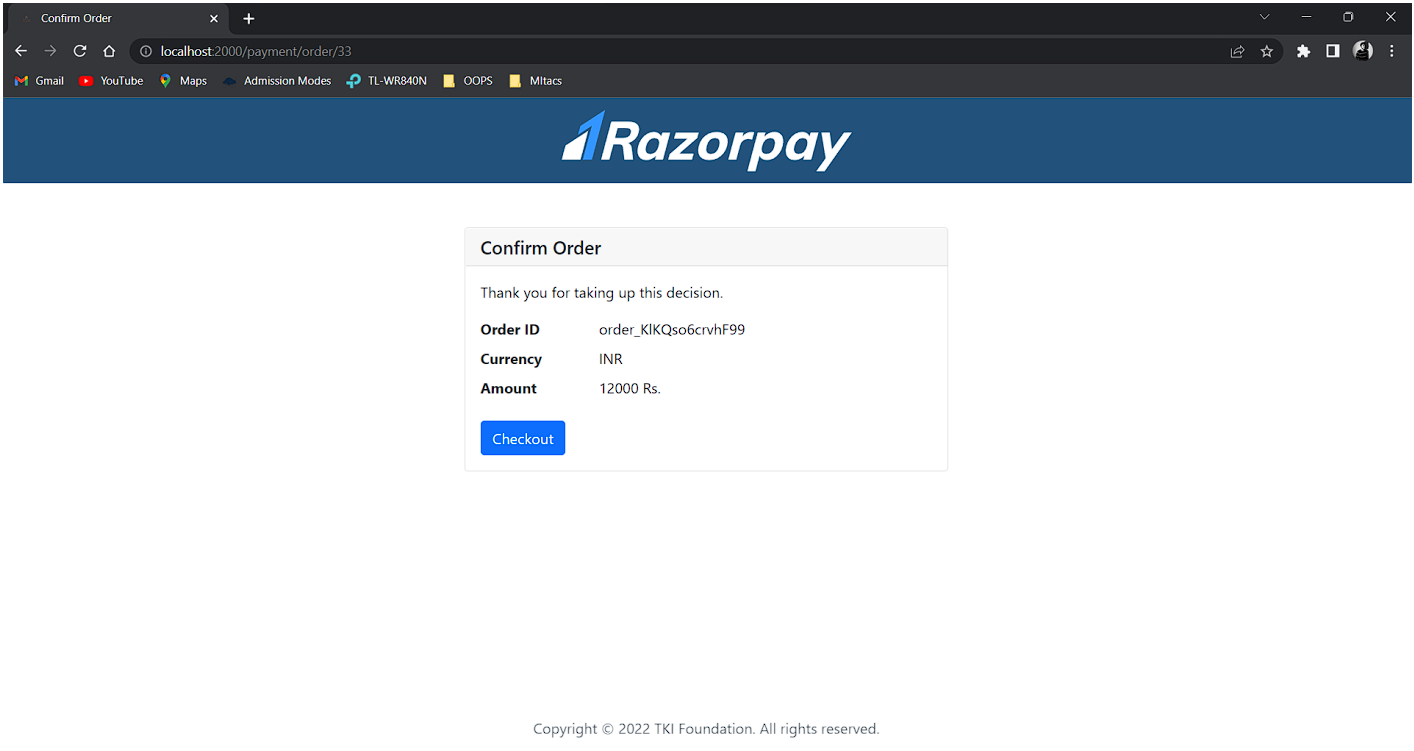 Confirm Order
localhost:2000/payment/order/33
Gmail YouTube Maps Admission Modes TL-WR840N OOPS MItacs
Razorpay
Confirm Order
Thank you for taking up this decision.
Order ID order_KlKQso6crvhF99
Currency INR
Amount 12000 Rs.
Checkout
Copyright © 2022 TKI Foundation. All rights reserved.